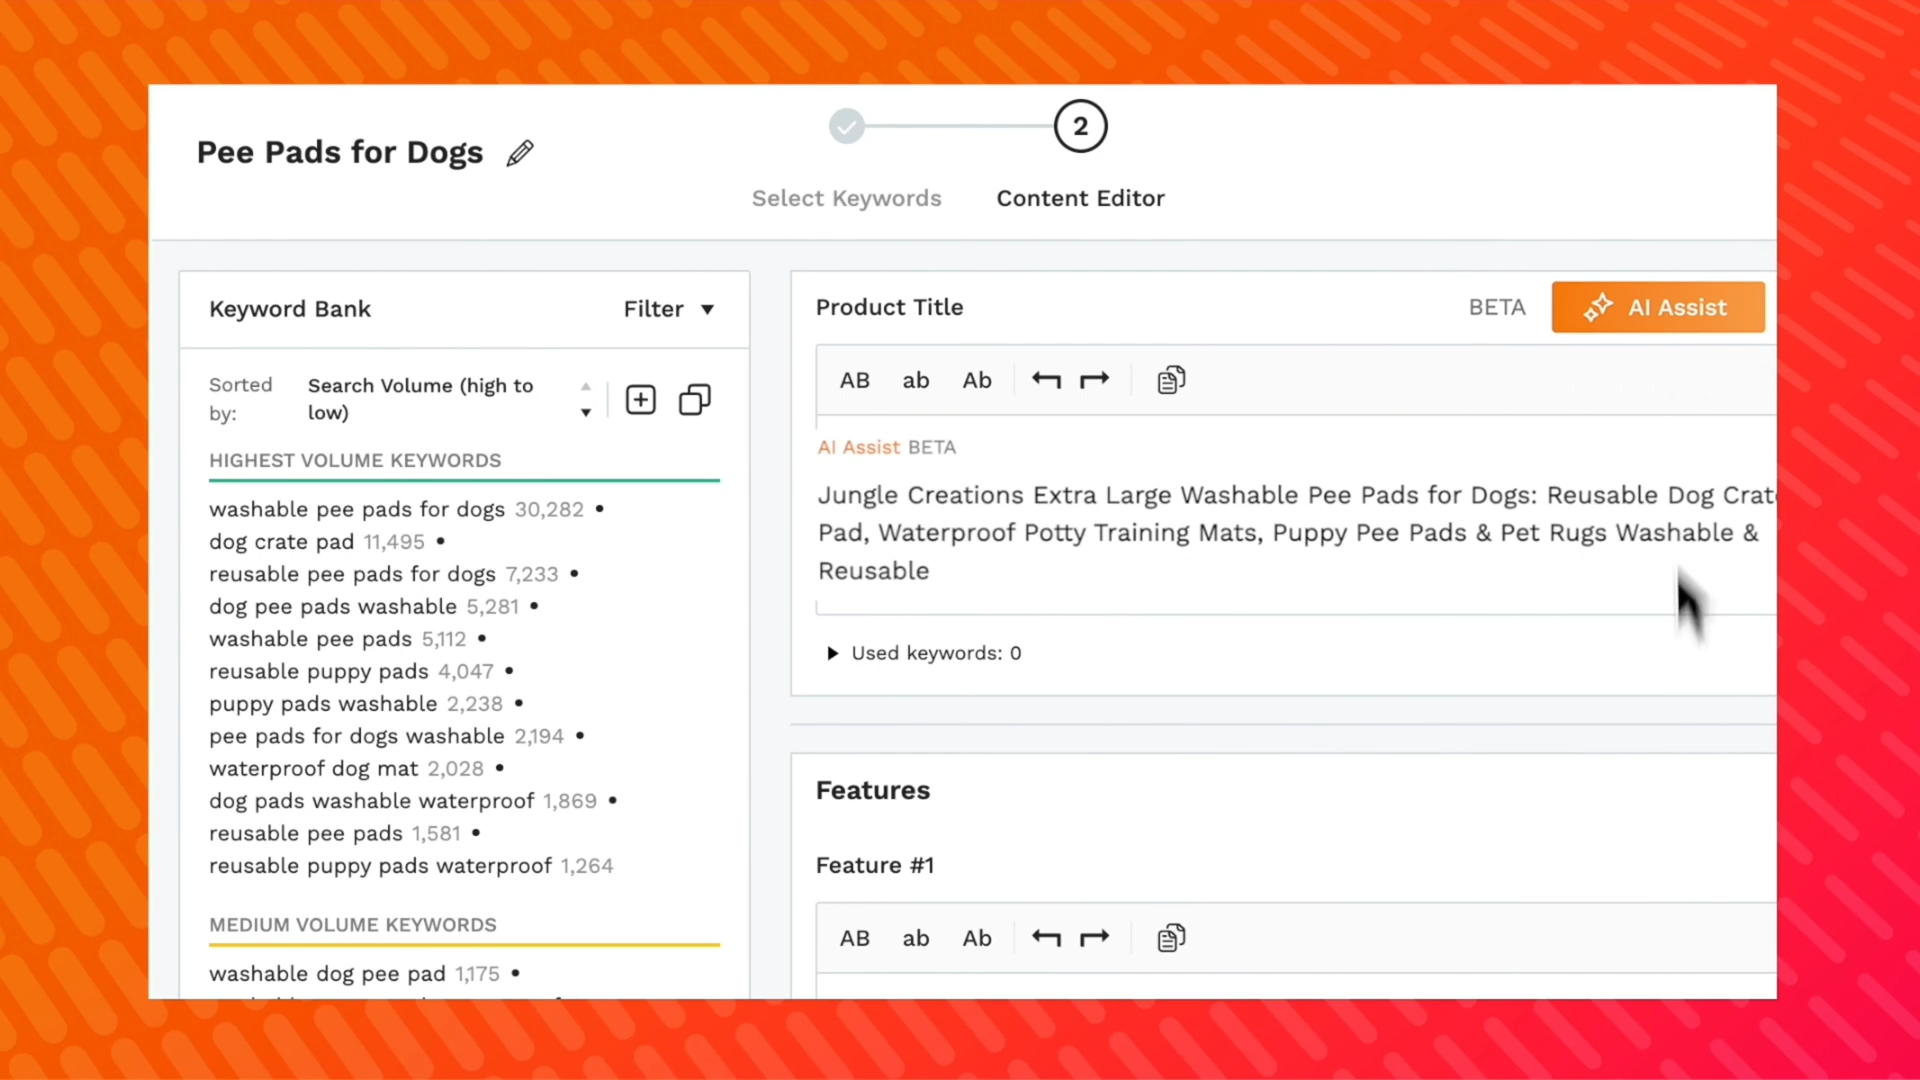 Pee Pads for Dogs
2
Select Keywords
Content Editor
Keyword Bank
Filter
Sorted by:
Search Volume (high to low)
HIGHEST VOLUME KEYWORDS
washable pee pads for dogs 30,282 •
dog crate pad 11,495 •
reusable pee pads for dogs 7,233 •
dog pee pads washable 5,281 •
washable pee pads 5,112 •
reusable puppy pads 4,047 •
puppy pads washable 2,238 •
pee pads for dogs washable 2,194 •
waterproof dog mat 2,028 •
dog pads washable waterproof 1,869 •
reusable pee pads 1,581 •
reusable puppy pads waterproof 1,264
MEDIUM VOLUME KEYWORDS
washable dog pee pad 1,175 •
Product Title
BETA
AI Assist
AB ab Ab
AI Assist BETA
Jungle Creations Extra Large Washable Pee Pads for Dogs: Reusable Dog Crat
Pad, Waterproof Potty Training Mats, Puppy Pee Pads & Pet Rugs Washable &
Reusable
Used keywords: 0
Features
Feature #1
AB ab Ab